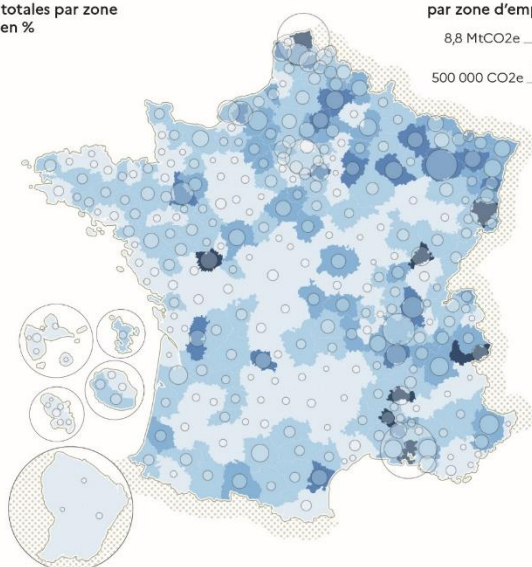 totales par zone
en %
par zone d'emp
8,8 MtCO2e
500 000 CO2e